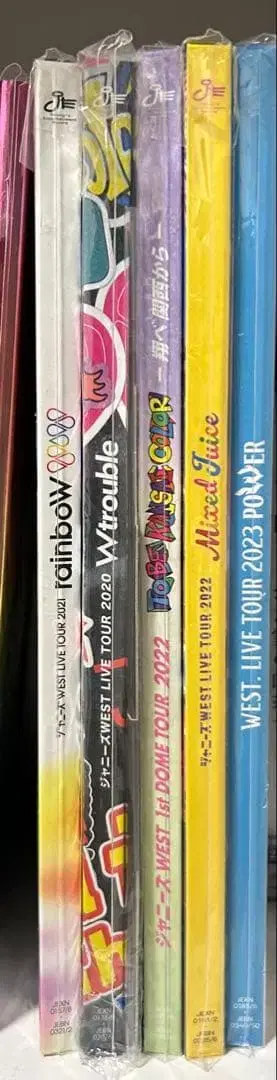 ジャニーズWEST LIVE TOUR 2021 rainboW
ジャニーズWEST LIVE TOUR 2020 W trouble
ジャニーズWEST 1st DOME TOUR 2022 TO BE KANSAI COLOR —翔べ関西から—
ジャニーズWEST LIVE TOUR 2022 Mixed Juice
WEST. LIVE TOUR 2023 POWER